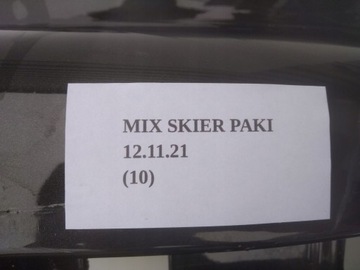 MIX SKIER PAKI
12.11.21
(10)